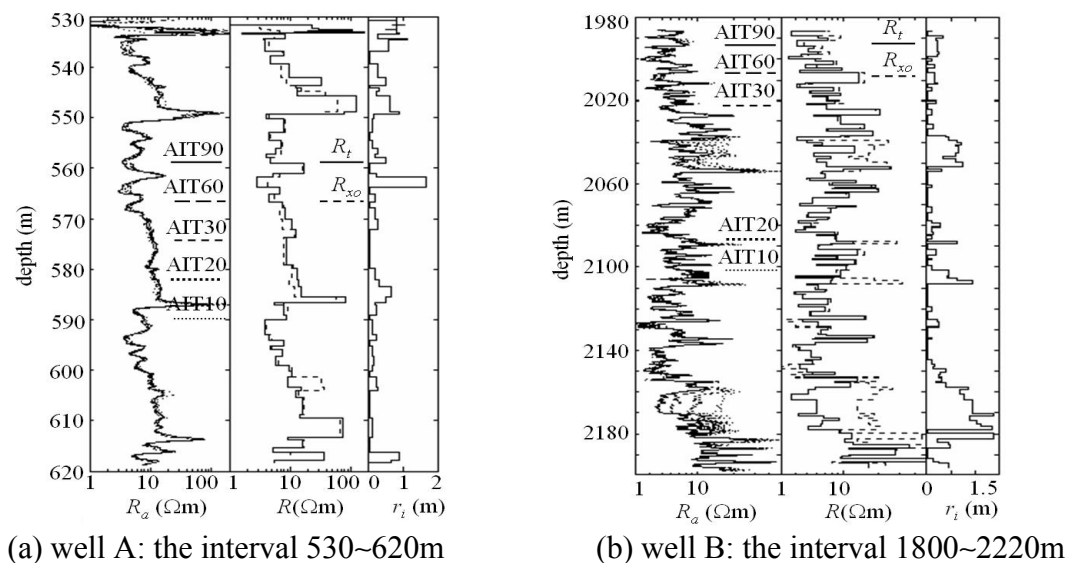 530
540
550
560
570
580
590
600
610
620
depth (m)
AIT90
AIT60
AIT30
AIT20
AIT10
R_t
R_xo
1 10 100
1 10 100
0 1 2
R_a (Ωm)
R(Ωm)
r_i (m)
(a) well A: the interval 530~620m
1980
2020
2060
2100
2140
2180
depth (m)
AIT90
AIT60
AIT30
AIT20
AIT10
R_t
R_xo
1 10
1 10
0 1.5
R_a (Ωm)
R(Ωm)
r_i (m)
(b) well B: the interval 1800~2220m